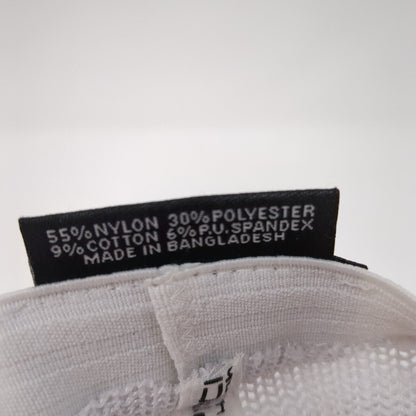 55%NYLON 30%POLYESTER
9%COTTON 6%P.U.SPANDEX
MADE IN BANGLADESH